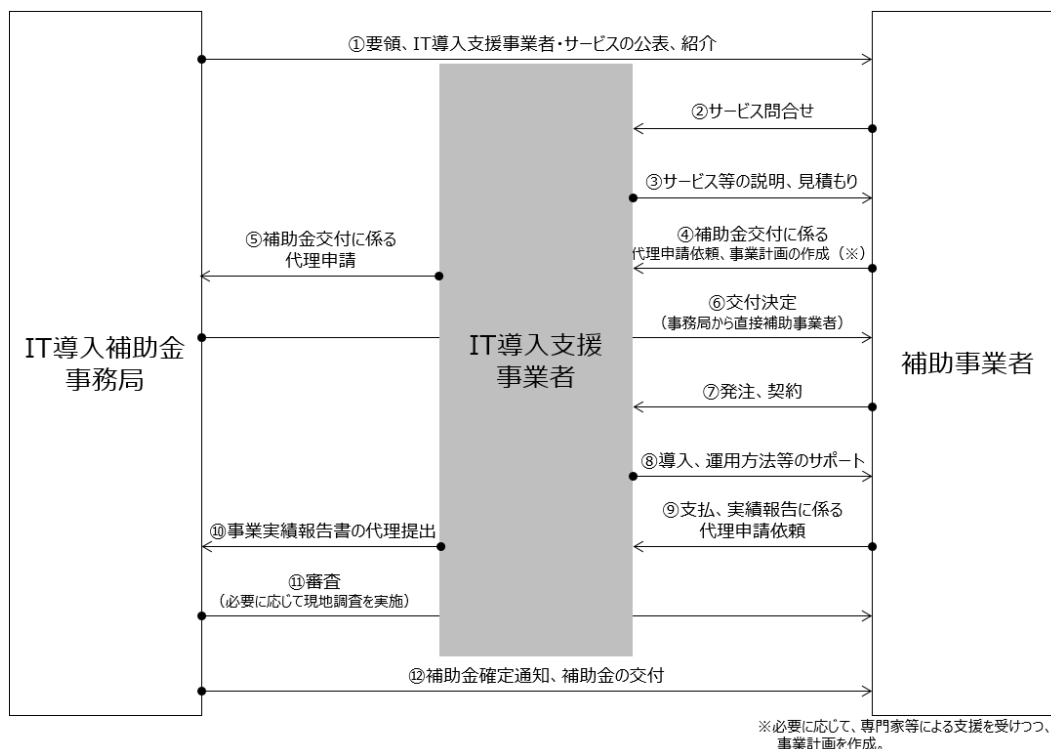 ①要領、IT導入支援事業者・サービスの公表、紹介
②サービス問合せ
③サービス等の説明、見積もり
④補助金交付に係る
代理申請依頼、事業計画の作成（※）
⑤補助金交付に係る
代理申請
⑥交付決定
（事務局から直接補助事業者）
IT導入補助金
事務局
IT導入支援
事業者
補助事業者
⑦発注、契約
⑧導入、運用方法等のサポート
⑨支払、実績報告に係る
代理申請依頼
⑩事業実績報告書の代理提出
⑪審査
（必要に応じて現地調査を実施）
⑫補助金確定通知、補助金の交付
※必要に応じて、専門家等による支援を受けつつ、
事業計画を作成。